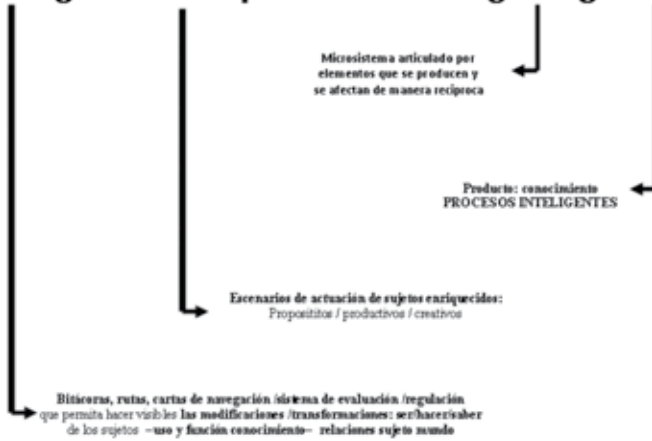 Microsistema articulado por
elementos que se producen y
se afectan de manera reciproca
Producto: conocimiento
PROCESOS INTELIGENTES
Escenarios de actuación de sujetos enriquecidos:
Proposititos / productivos / creativos
Bitácoras, rutas, cartas de navegación /sistema de evaluación /regulación
que permita hacer visibles las modificaciones /transformaciones: ser/hacer/saber
de los sujetos –uso y función conocimiento– relaciones sujeto mundo